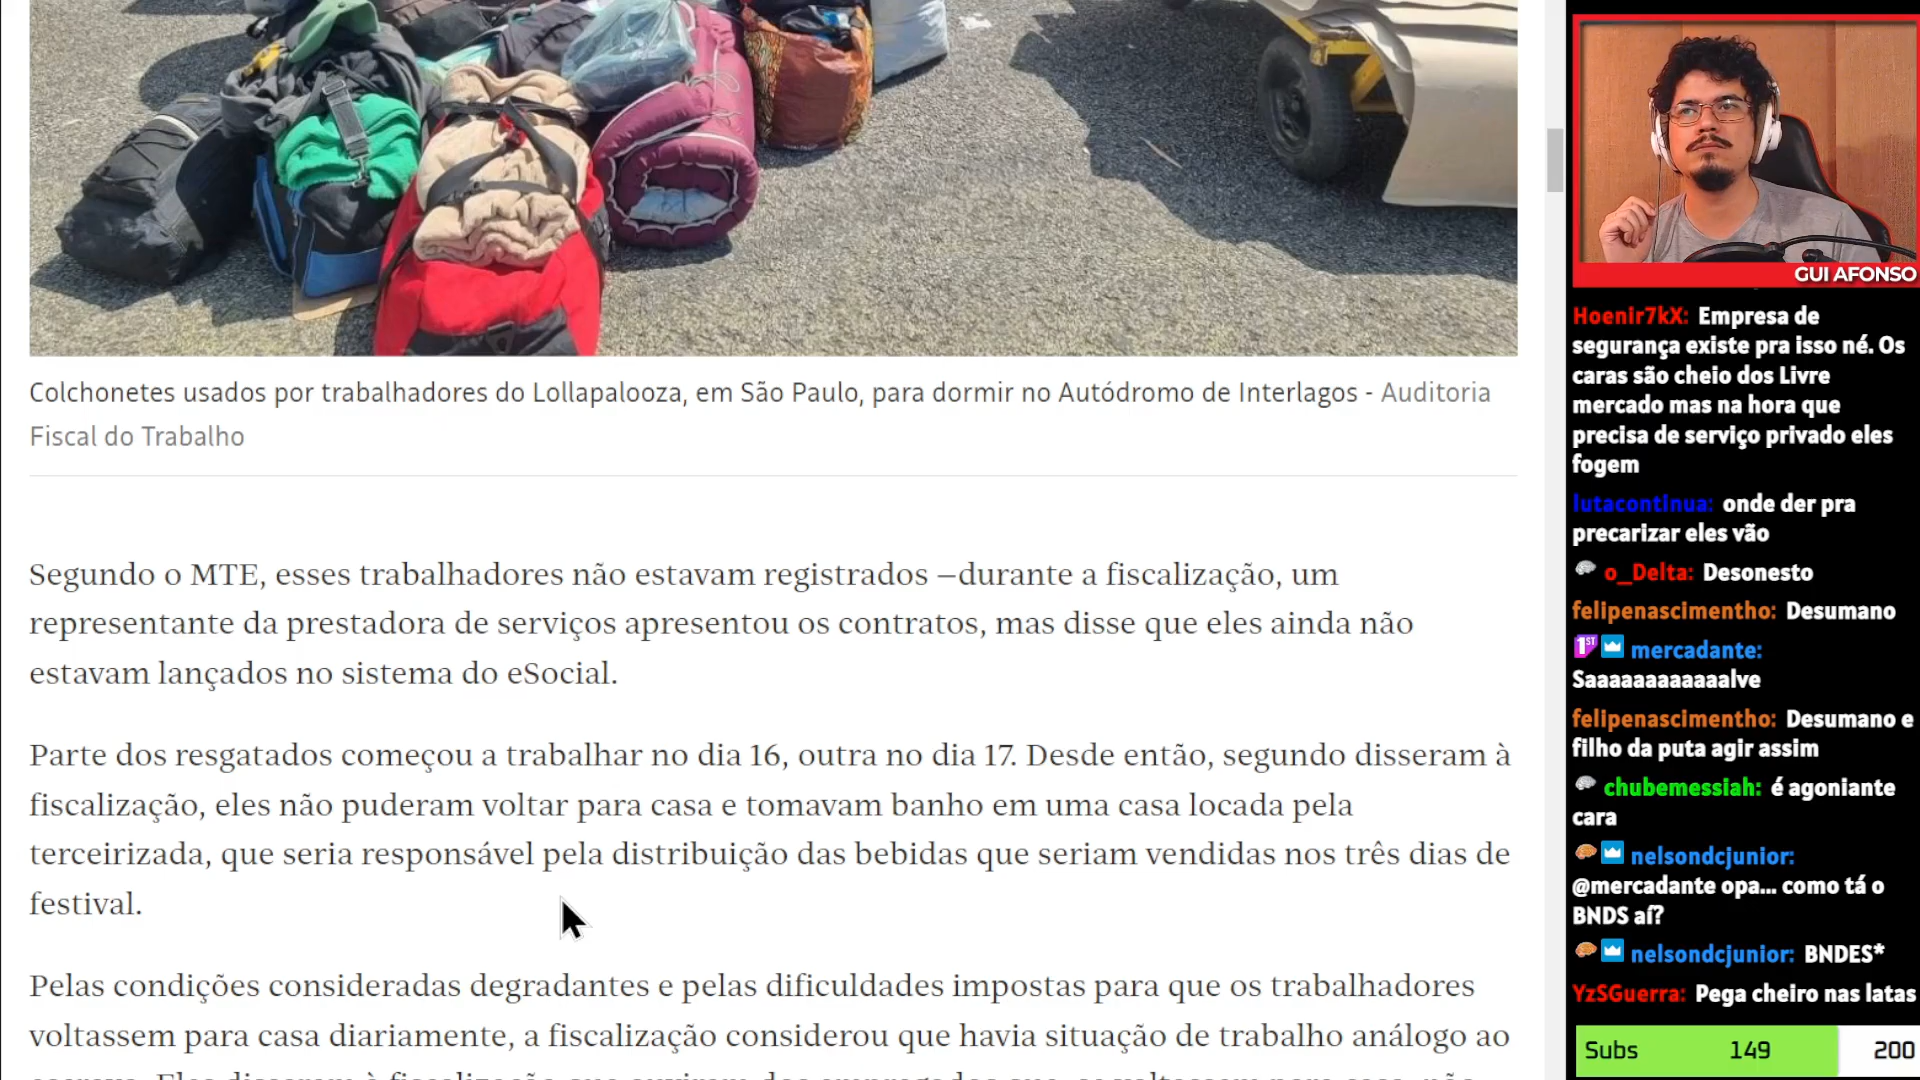 Colchonetes usados por trabalhadores do Lollapalooza, em São Paulo, para dormir no Autódromo de Interlagos - Auditoria
Fiscal do Trabalho
Segundo o MTE, esses trabalhadores não estavam registrados —durante a fiscalização, um
representante da prestadora de serviços apresentou os contratos, mas disse que eles ainda não
estavam lançados no sistema do eSocial.
Parte dos resgatados começou a trabalhar no dia 16, outra no dia 17. Desde então, segundo disseram à
fiscalização, eles não puderam voltar para casa e tomavam banho em uma casa locada pela
terceirizada, que seria responsável pela distribuição das bebidas que seriam vendidas nos três dias de
festival.
Pelas condições consideradas degradantes e pelas dificuldades impostas para que os trabalhadores
voltassem para casa diariamente, a fiscalização considerou que havia situação de trabalho análogo ao
GUI AFONSO
Hoenir7kX: Empresa de
segurança existe pra isso né. Os
caras são cheio dos Livre
mercado mas na hora que
precisa de serviço privado eles
fogem
lutacontinua: onde der pra
precarizar eles vão
o_Delta: Desonesto
felipenascimentho: Desumano
1ST mercadante:
Saaaaaaaaaaaalve
felipenascimentho: Desumano e
filho da puta agir assim
chubemessiah: é agoniante
cara
nelsondcjunior:
@mercadante opa... como tá o
BNDS aí?
nelsondcjunior: BNDES*
YzSGuerra: Pega cheiro nas latas
Subs 149 200